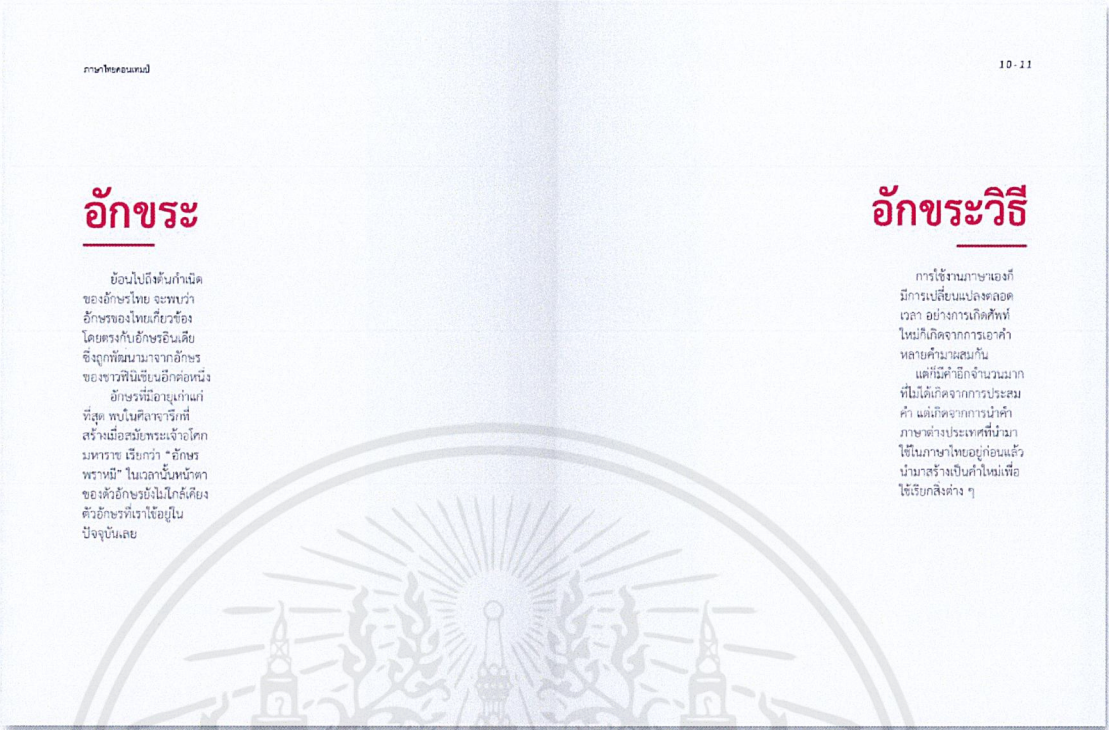 ภาษาไทยคอนเทมป์
10-11
อักขระ
ย้อนไปถึงต้นกำเนิด
ของอักษรไทย จะพบว่า
อักษรของไทยเกี่ยวข้อง
โดยตรงกับอักษรอินเดีย
ซึ่งถูกพัฒนามาจากอักษร
ของชาวฟินิเชียนอีกต่อหนึ่ง
อักษรที่มีอายุเก่าแก่
ที่สุด พบในศิลาจารึกที่
สร้างเมื่อสมัยพระเจ้าอโศก
มหาราช เรียกว่า “อักษร
พราหมี” ในเวลานั้นหน้าตา
ของตัวอักษรยังไม่ใกล้เคียง
ตัวอักษรที่เราใช้อยู่ใน
ปัจจุบันเลย
อักขระวิธี
การใช้งานภาษาเองก็
มีการเปลี่ยนแปลงตลอด
เวลา อย่างการเกิดศัพท์
ใหม่ก็เกิดจากการเอาคำ
หลายคำมาผสมกัน
แต่ก็มีคำอีกจำนวนมาก
ที่ไม่ได้เกิดจากการประสม
คำ แต่เกิดจากการนำคำ
ภาษาต่างประเทศที่นำมา
ใช้ในภาษาไทยอยู่ก่อนแล้ว
นำมาสร้างเป็นคำใหม่เพื่อ
ใช้เรียกสิ่งต่าง ๆ